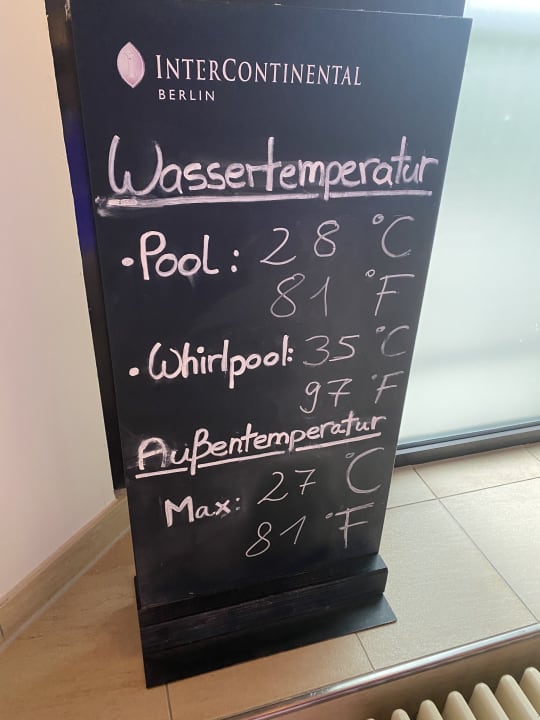 INTERCONTINENTAL
BERLIN
Wassertemperatur
• Pool: 28 °C
81 °F
• Whirlpool: 35 °C
97 °F
Außentemperatur
Max: 27 °C
81 °F